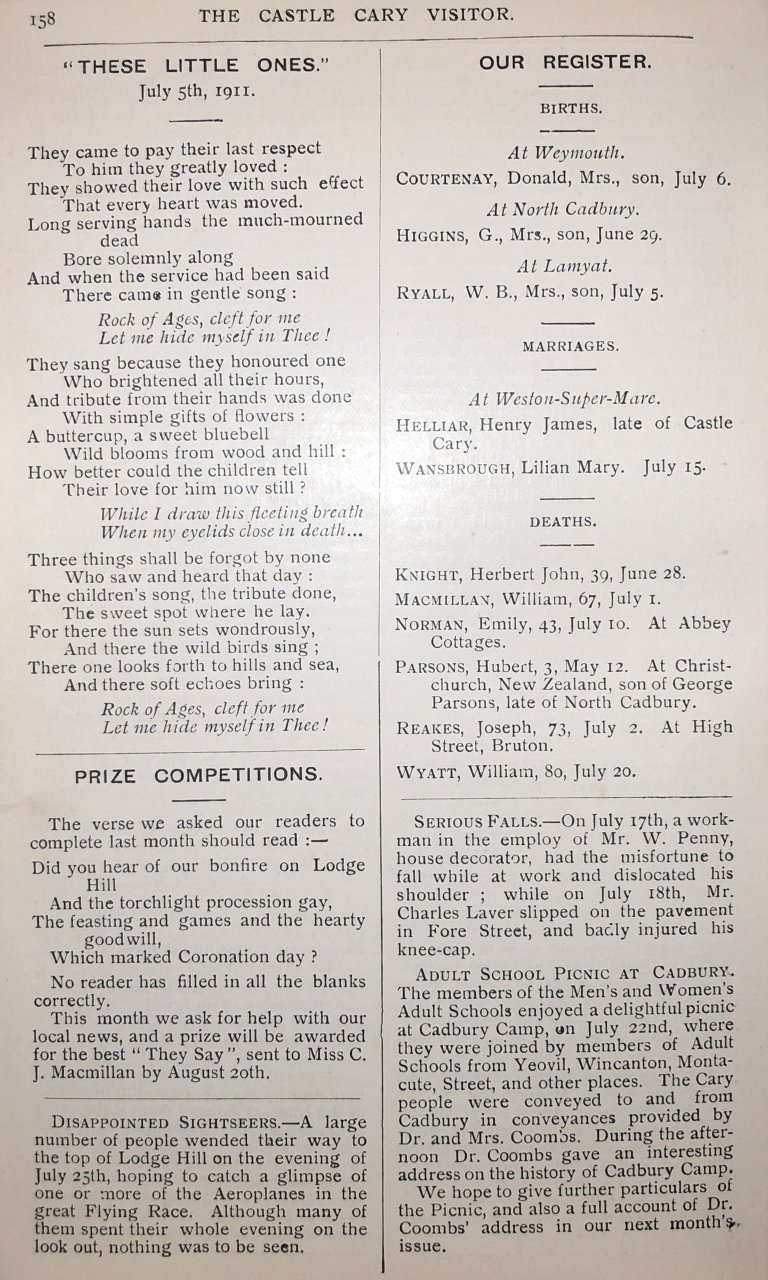 158
THE CASTLE CARY VISITOR.
"THESE LITTLE ONES."
July 5th, 1911.
They came to pay their last respect
To him they greatly loved :
They showed their love with such effect
That every heart was moved.
Long serving hands the much-mourned
dead
Bore solemnly along
And when the service had been said
There came in gentle song :
Rock of Ages, cleft for me
Let me hide myself in Thee !
They sang because they honoured one
Who brightened all their hours,
And tribute from their hands was done
With simple gifts of flowers :
A buttercup, a sweet bluebell
Wild blooms from wood and hill :
How better could the children tell
Their love for him now still ?
While I draw this fleeting breath
When my eyelids close in death...
Three things shall be forgot by none
Who saw and heard that day :
The children's song, the tribute done,
The sweet spot where he lay.
For there the sun sets wondrously,
And there the wild birds sing ;
There one looks forth to hills and sea,
And there soft echoes bring :
Rock of Ages, cleft for me
Let me hide myself in Thee!
PRIZE COMPETITIONS.
The verse we asked our readers to
complete last month should read :—
Did you hear of our bonfire on Lodge
Hill
And the torchlight procession gay,
The feasting and games and the hearty
goodwill,
Which marked Coronation day ?
No reader has filled in all the blanks
correctly.
This month we ask for help with our
local news, and a prize will be awarded
for the best " They Say ", sent to Miss C.
J. Macmillan by August 20th.
DISAPPOINTED SIGHTSEERS.—A large
number of people wended their way to
the top of Lodge Hill on the evening of
July 25th, hoping to catch a glimpse of
one or more of the Aeroplanes in the
great Flying Race. Although many of
them spent their whole evening on the
look out, nothing was to be seen.
OUR REGISTER.
BIRTHS.
At Weymouth.
COURTENAY, Donald, Mrs., son, July 6.
At North Cadbury.
HIGGINS, G., Mrs., son, June 29.
At Lamyat.
RYALL, W. B., Mrs., son, July 5.
MARRIAGES.
At Weston-Super-Mare.
HELLIAR, Henry James, late of Castle
Cary.
WANSBROUGH, Lilian Mary. July 15.
DEATHS.
KNIGHT, Herbert John, 39, June 28.
MACMILLAN, William, 67, July 1.
NORMAN, Emily, 43, July 10. At Abbey
Cottages.
PARSONS, Hubert, 3, May 12. At Christ-
church, New Zealand, son of George
Parsons, late of North Cadbury.
REAKES, Joseph, 73, July 2. At High
Street, Bruton.
WYATT, William, 80, July 20.
SERIOUS FALLS.—On July 17th, a work-
man in the employ of Mr. W. Penny,
house decorator, had the misfortune to
fall while at work and dislocated his
shoulder ; while on July 18th, Mr.
Charles Laver slipped on the pavement
in Fore Street, and badly injured his
knee-cap.
ADULT SCHOOL PICNIC AT CADBURY.
The members of the Men's and Women's
Adult Schools enjoyed a delightful picnic
at Cadbury Camp, on July 22nd, where
they were joined by members of Adult
Schools from Yeovil, Wincanton, Monta-
cute, Street, and other places. The Cary
people were conveyed to and from
Cadbury in conveyances provided by
Dr. and Mrs. Coombs. During the after-
noon Dr. Coombs gave an interesting
address on the history of Cadbury Camp.
We hope to give further particulars of
the Picnic, and also a full account of Dr.
Coombs' address in our next month's
issue.